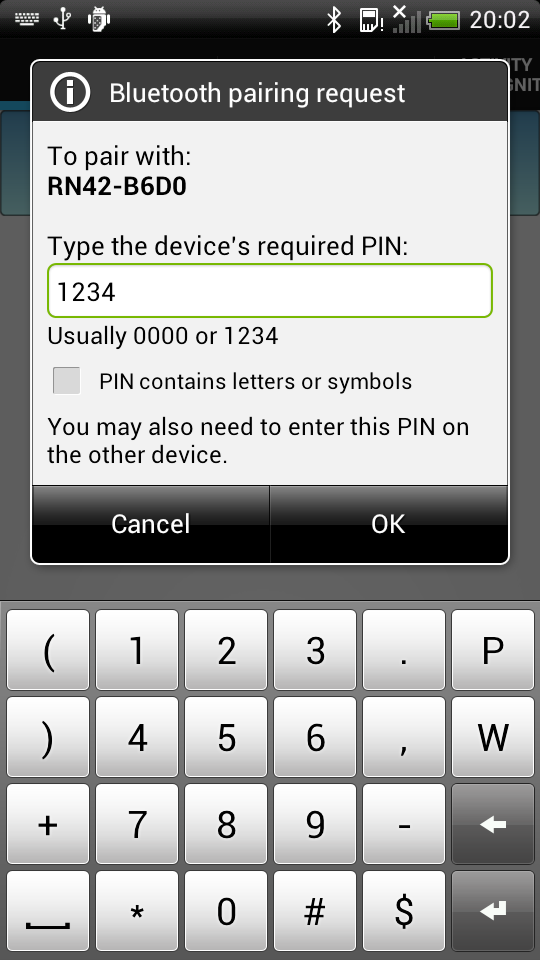 20:02
Bluetooth pairing request
To pair with:
RN42-B6D0
Type the device's required PIN:
1234
Usually 0000 or 1234
PIN contains letters or symbols
You may also need to enter this PIN on
the other device.
Cancel OK
( 1 2 3 . P
) 4 5 6 , W
+ 7 8 9 -
* 0 # $